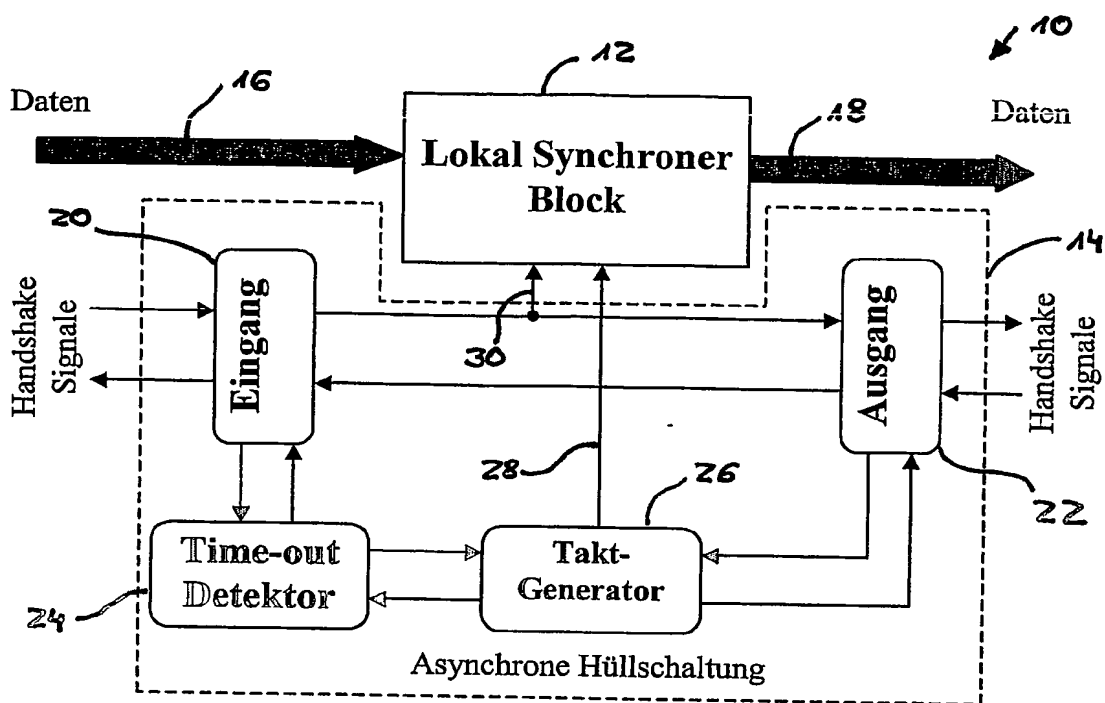 10
12
16
Daten
18
Daten
Lokal Synchroner
Block
20
14
Handshake
Signale
Eingang
30
Ausgang
Handshake
Signale
28
26
22
Time-out
Detektor
Takt-
Generator
24
Asynchrone Hüllschaltung